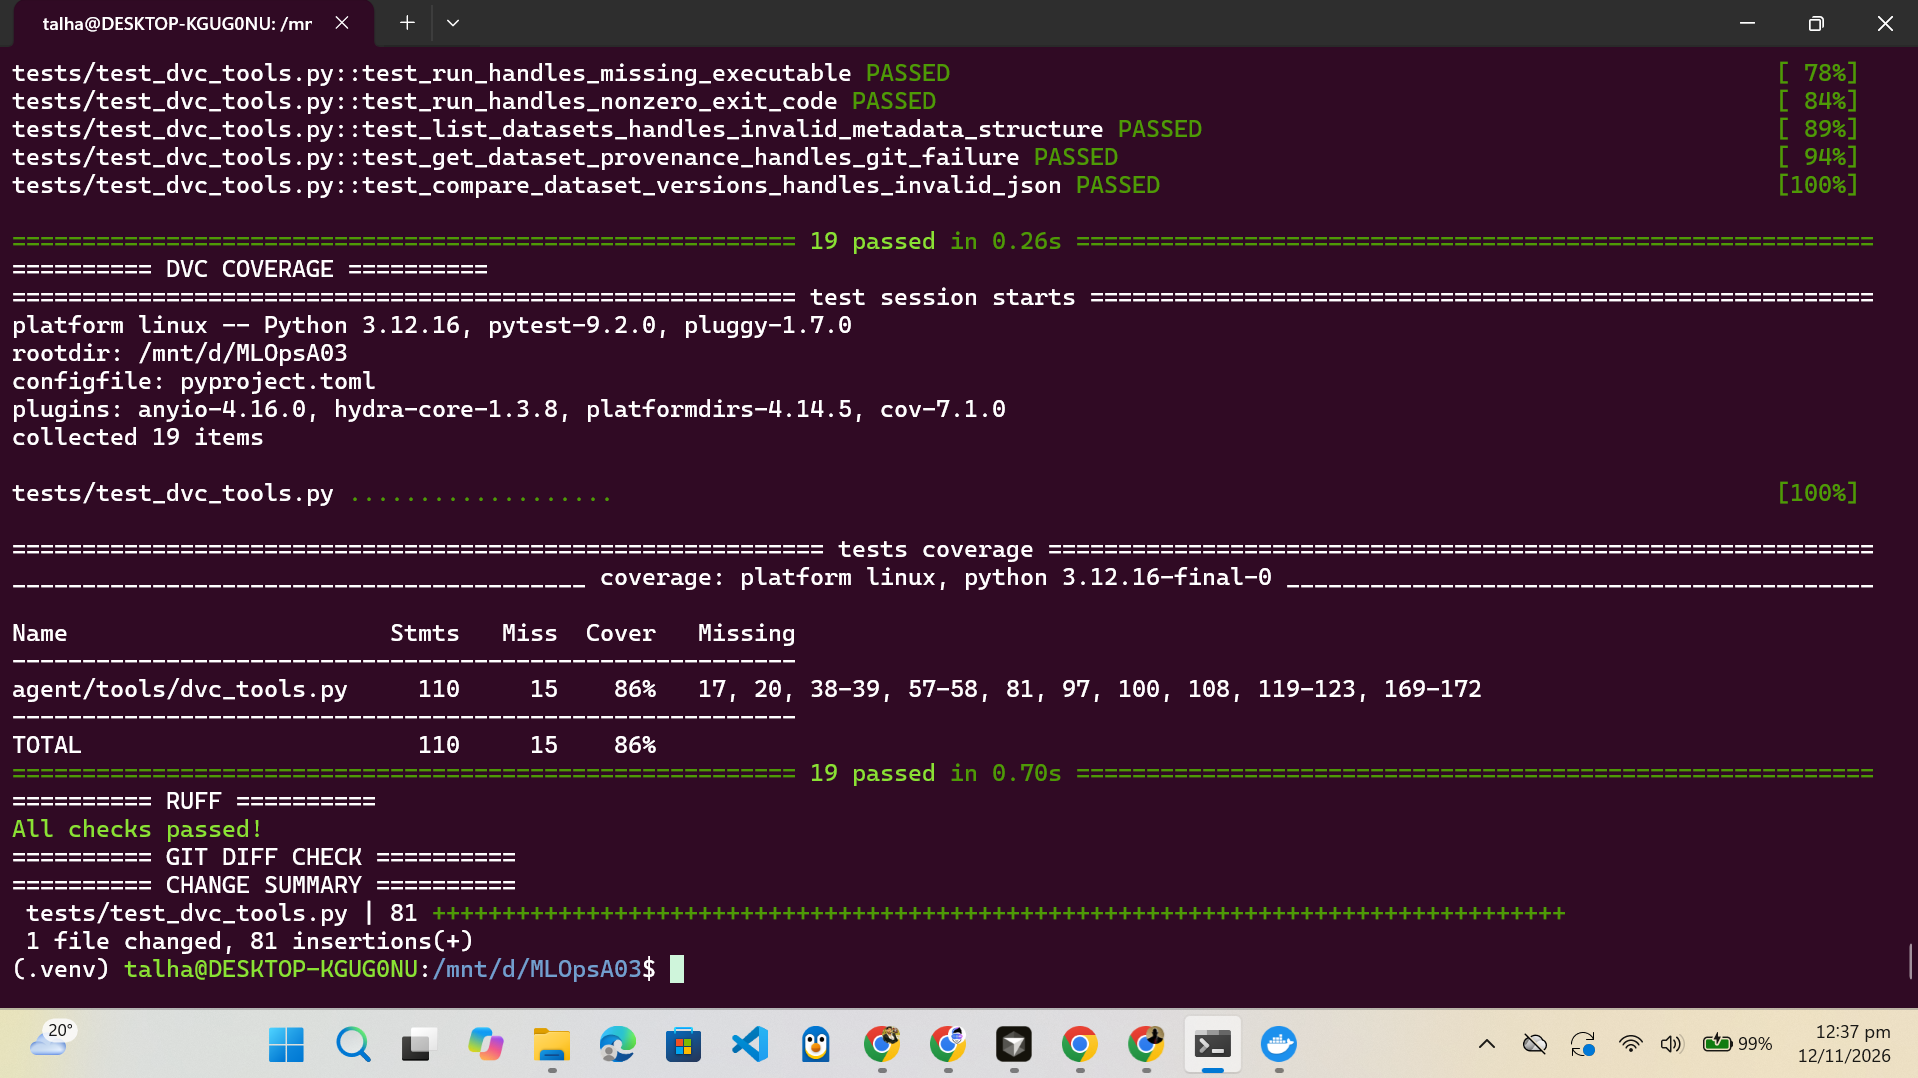 talha@DESKTOP-KGUG0NU: /mr
tests/test_dvc_tools.py::test_run_handles_missing_executable PASSED [ 78%]
tests/test_dvc_tools.py::test_run_handles_nonzero_exit_code PASSED [ 84%]
tests/test_dvc_tools.py::test_list_datasets_handles_invalid_metadata_structure PASSED [ 89%]
tests/test_dvc_tools.py::test_get_dataset_provenance_handles_git_failure PASSED [ 94%]
tests/test_dvc_tools.py::test_compare_dataset_versions_handles_invalid_json PASSED [100%]
======================================================== 19 passed in 0.26s =========================================================
========== DVC COVERAGE ==========
======================================================== test session starts ========================================================
platform linux -- Python 3.12.16, pytest-9.2.0, pluggy-1.7.0
rootdir: /mnt/d/MLOpsA03
configfile: pyproject.toml
plugins: anyio-4.16.0, hydra-core-1.3.8, platformdirs-4.14.5, cov-7.1.0
collected 19 items
tests/test_dvc_tools.py ................... [100%]
========================================================== tests coverage ===========================================================
_________________________________________ coverage: platform linux, python 3.12.16-final-0 __________________________________________
Name Stmts Miss Cover Missing
--------------------------------------------------------
agent/tools/dvc_tools.py 110 15 86% 17, 20, 38-39, 57-58, 81, 97, 100, 108, 119-123, 169-172
--------------------------------------------------------
TOTAL 110 15 86%
======================================================== 19 passed in 0.70s =========================================================
========== RUFF ==========
All checks passed!
========== GIT DIFF CHECK ==========
========== CHANGE SUMMARY ==========
tests/test_dvc_tools.py | 81 +++++++++++++++++++++++++++++++++++++++++++++++++++++++++++++++++++++++++++++++++
1 file changed, 81 insertions(+)
(.venv) talha@DESKTOP-KGUG0NU:/mnt/d/MLOpsA03$
20°
99%
12:37 pm
12/11/2026